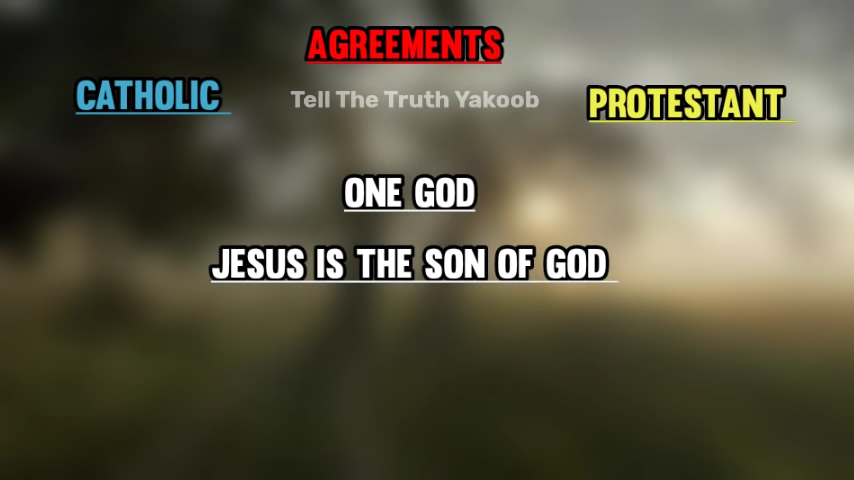 AGREEMENTS
CATHOLIC
Tell The Truth Yakoob
PROTESTANT
ONE GOD
JESUS IS THE SON OF GOD